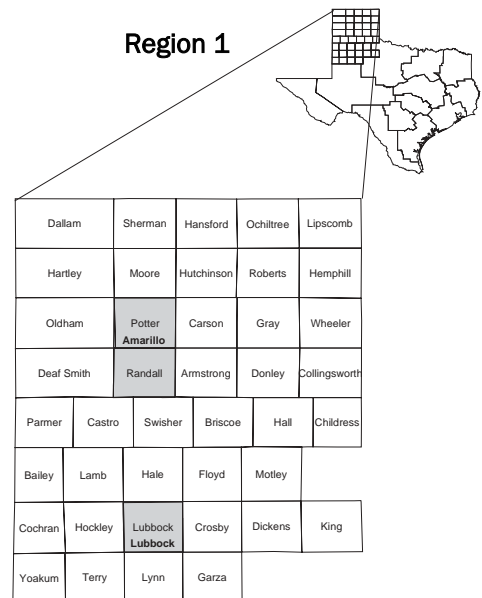 Region 1
Dallam Sherman Hansford Ochiltree Lipscomb
Hartley Moore Hutchinson Roberts Hemphill
Oldham Potter Carson Gray Wheeler
Amarillo
Deaf Smith Randall Armstrong Donley Collingsworth
Parmer Castro Swisher Briscoe Hall Childress
Bailey Lamb Hale Floyd Motley
Cochran Hockley Lubbock Crosby Dickens King
Lubbock
Yoakum Terry Lynn Garza